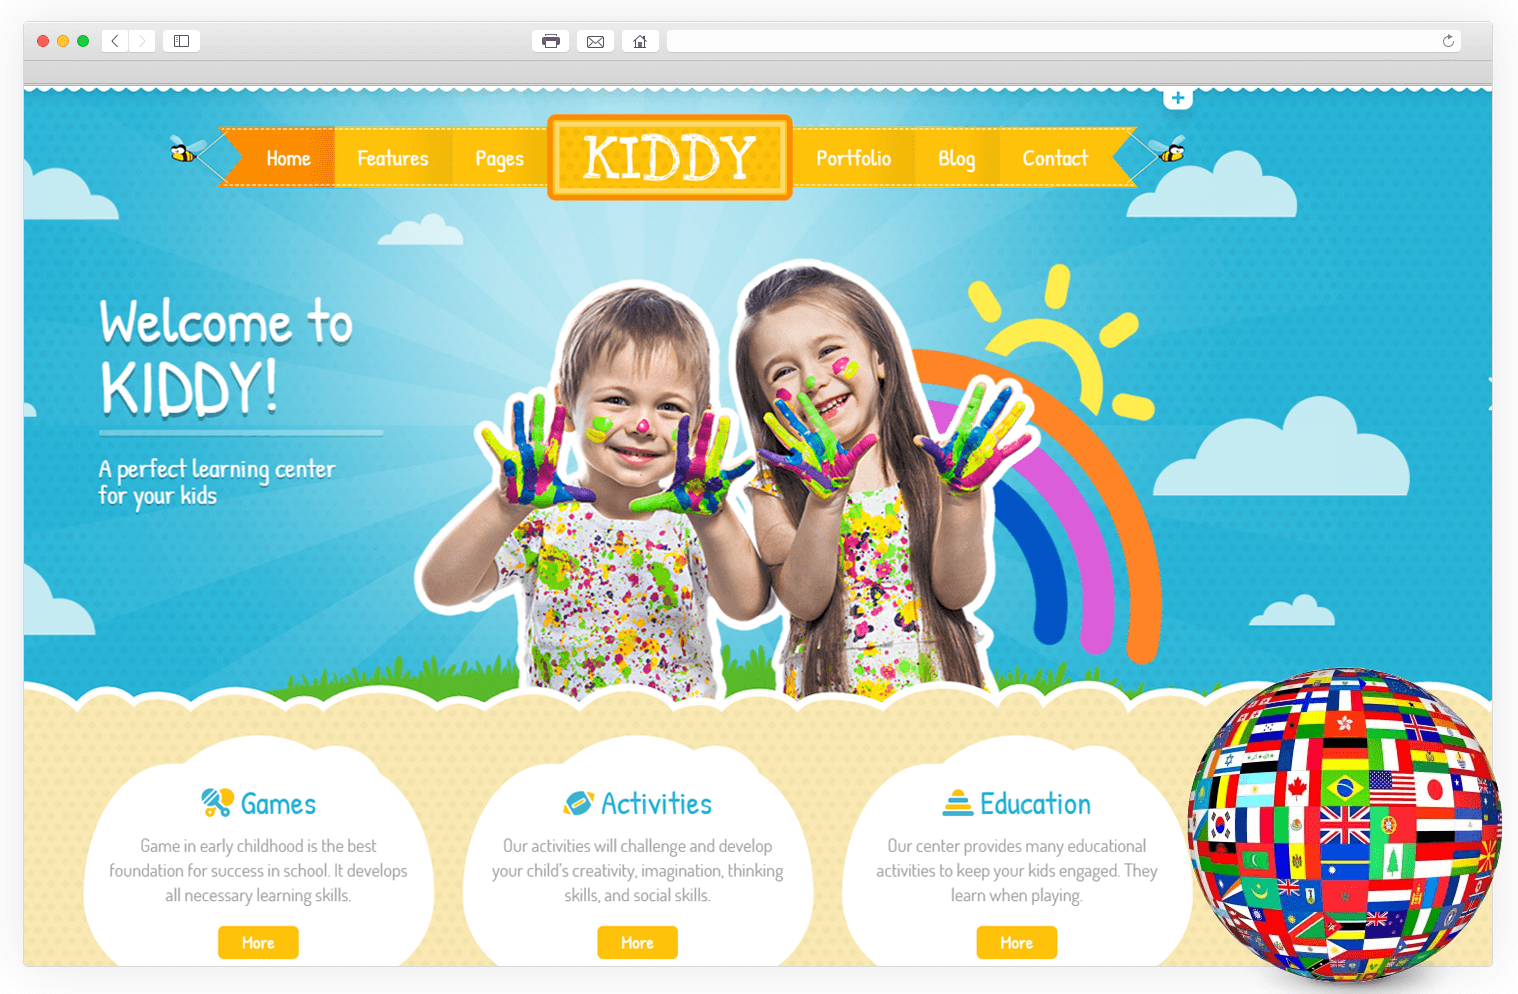 Home
Features
Pages
KIDDY
Portfolio
Blog
Contact
Welcome to
KIDDY!
A perfect learning center
for your kids
Games
Game in early childhood is the best
foundation for success in school. It develops
all necessary learning skills.
More
Activities
Our activities will challenge and develop
your child's creativity, imagination, thinking
skills, and social skills.
More
Education
Our center provides many educational
activities to keep your kids engaged. They
learn when playing.
More